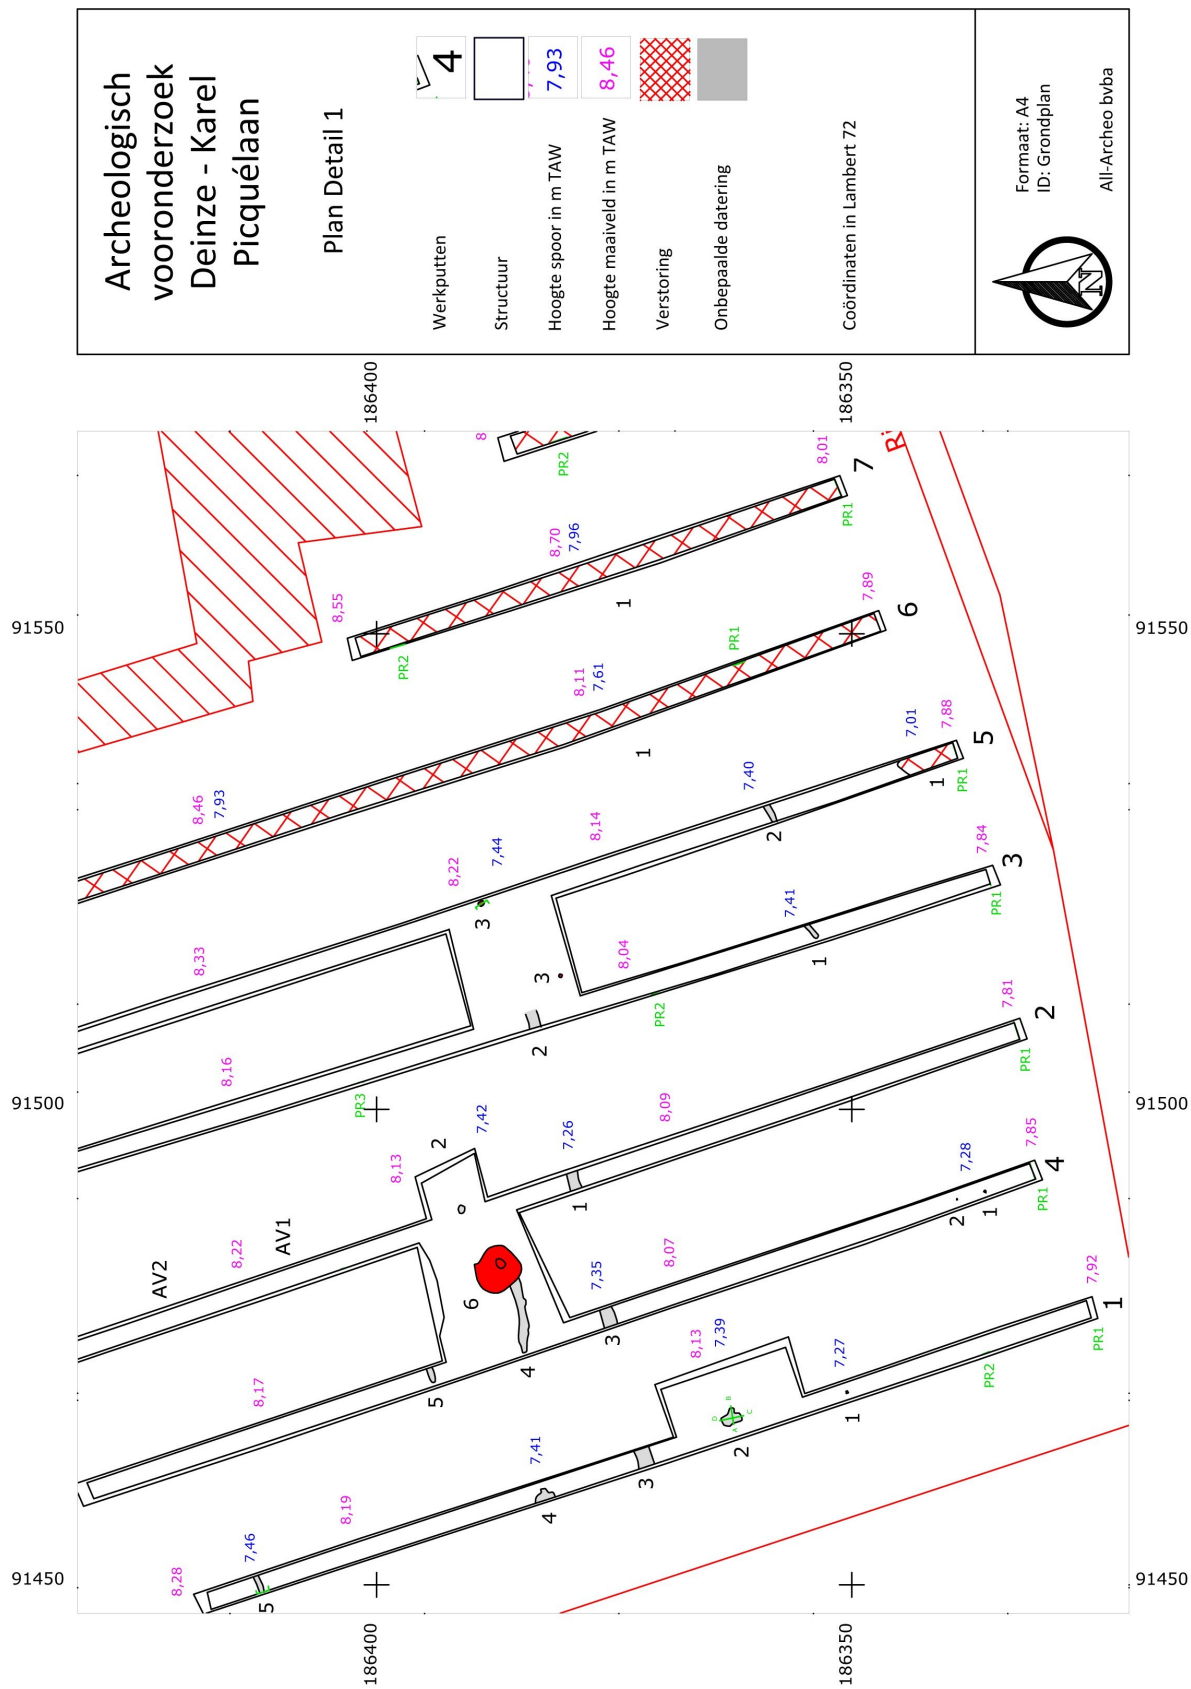 Archeologisch
vooronderzoek
Deinze - Karel
Picquélaan
Plan Detail 1
Werkputten
4
Structuur
Hoogte spoor in m TAW
7,93
Hoogte maaiveld in m TAW
8,46
Verstoring
Onbepaalde datering
Coördinaten in Lambert 72
Formaat: A4
ID: Grondplan
All-Archeo bvba
N
186400
186350
91550
91550
91500
91500
91450
91450
186400
186350
8
PR2
8,01
7
PR1
8,70
7,96
1
8,55
PR2
7,89
6
PR1
8,11
7,61
1
8,46
7,93
7,01
7,88
5
1
PR1
7,40
2
8,14
7,44
8,22
3
8,33
7,84
3
PR1
7,41
1
8,04
3
PR2
2
8,16
PR3
7,81
2
PR1
8,09
7,26
1
7,42
2
8,13
AV1
8,22
AV2
7,85
4
PR1
7,28
1
2
8,07
7,35
3
6
4
5
8,17
7,92
1
PR1
PR2
7,27
1
8,13
7,39
D
B
A
C
2
3
7,41
4
8,19
7,46
5
8,28